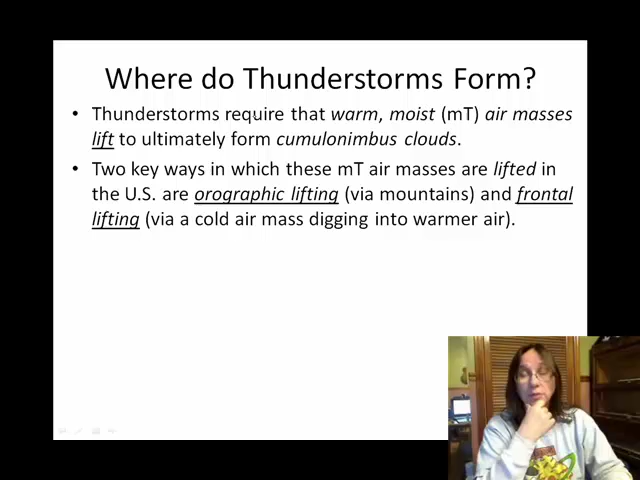 Where do Thunderstorms Form?
• Thunderstorms require that warm, moist (mT) air masses
lift to ultimately form cumulonimbus clouds.
• Two key ways in which these mT air masses are lifted in
the U.S. are orographic lifting (via mountains) and frontal
lifting (via a cold air mass digging into warmer air).